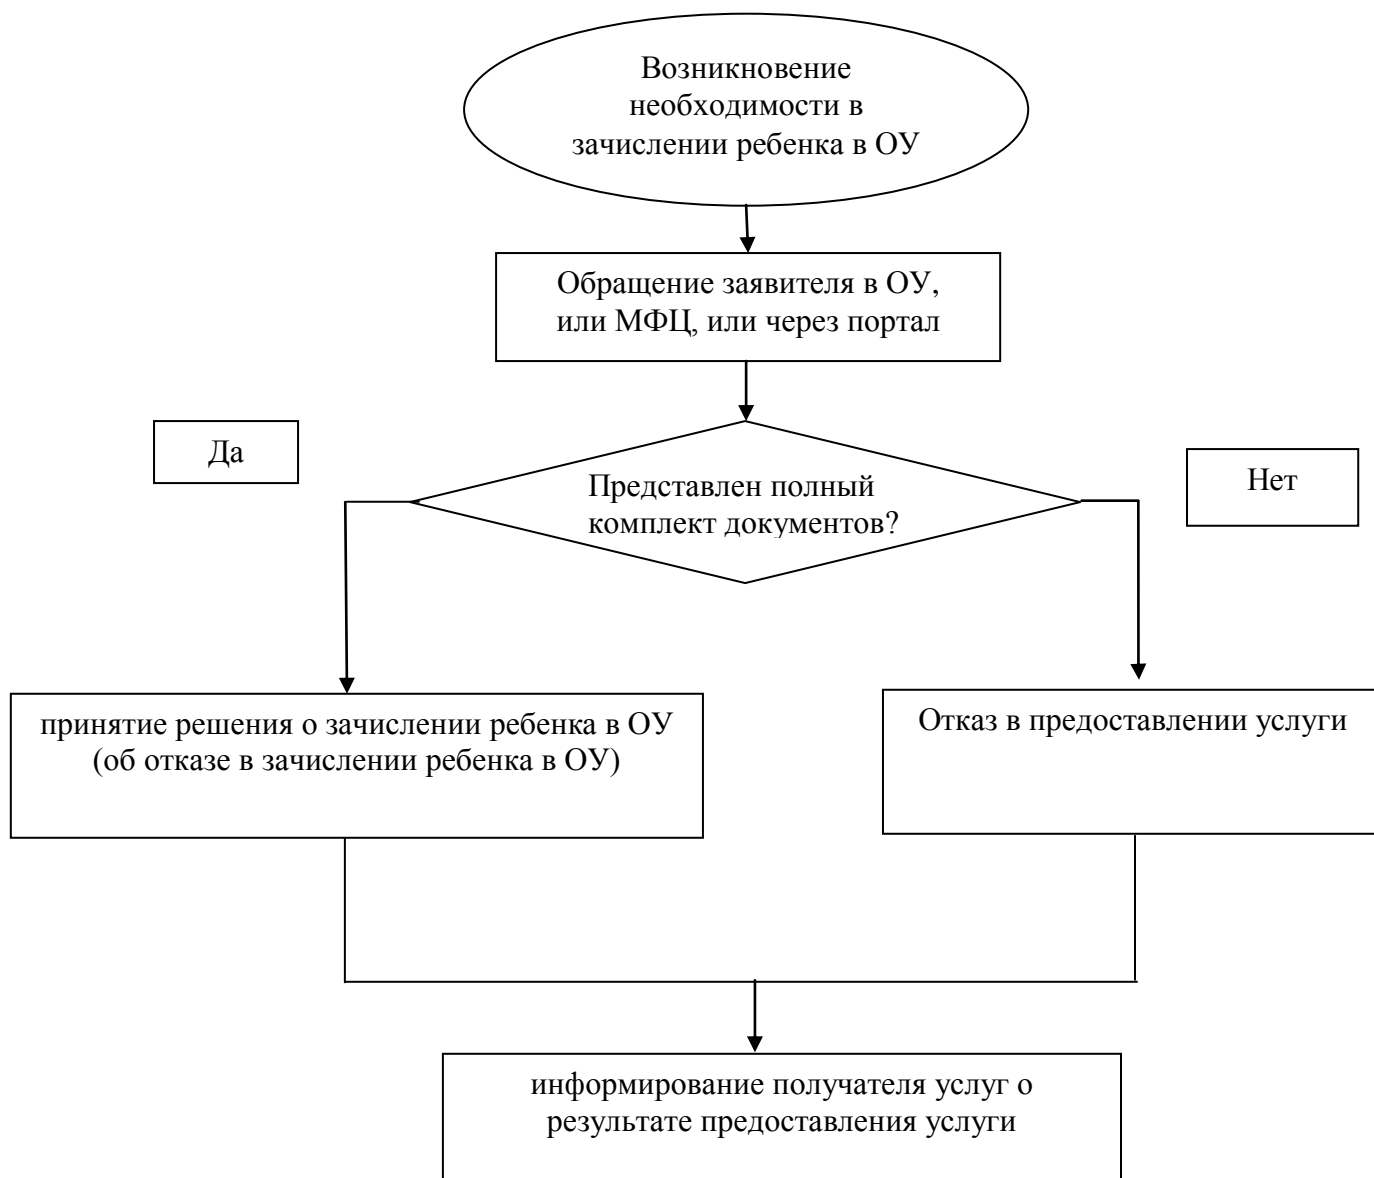 Возникновение
необходимости в
зачислении ребенка в ОУ
Обращение заявителя в ОУ,
или МФЦ, или через портал
Да
Представлен полный
комплект документов?
Нет
принятие решения о зачислении ребенка в ОУ
(об отказе в зачислении ребенка в ОУ)
Отказ в предоставлении услуги
информирование получателя услуг о
результате предоставления услуги